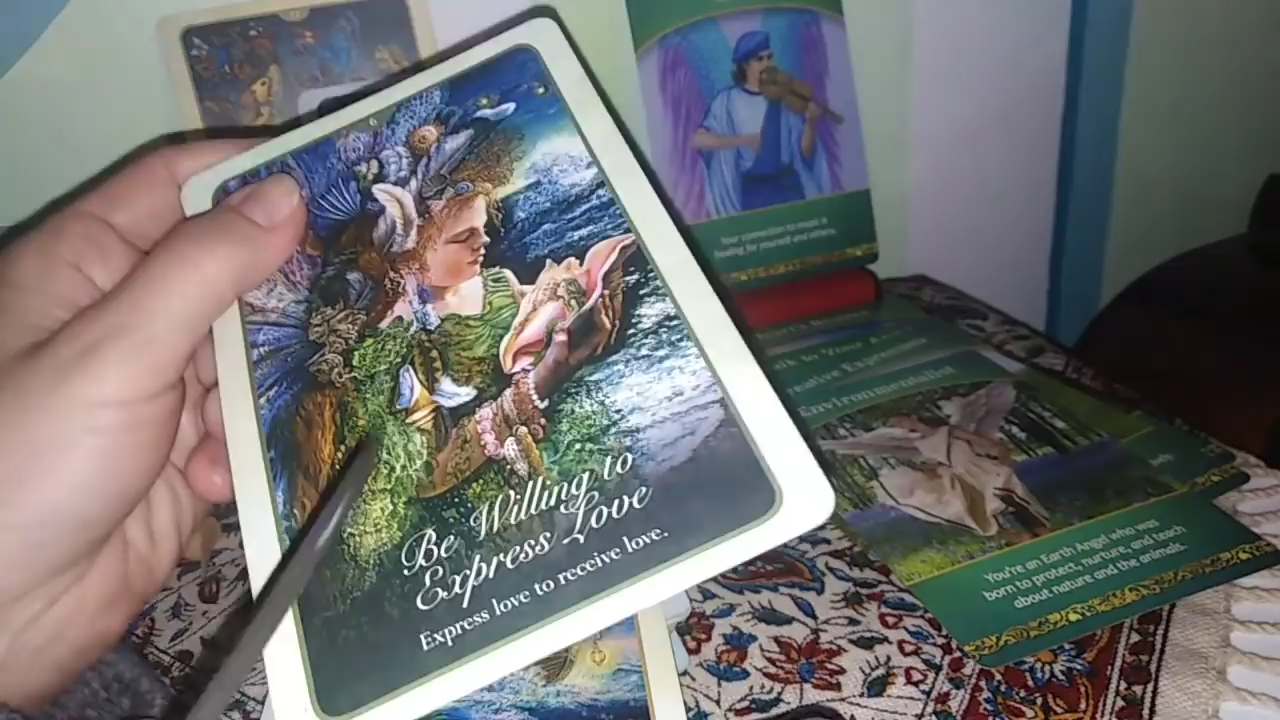 Be Willing to
Express Love
Express love to receive love.
Your connection to music is
healing for yourself and others.
to Your
Creative Expression
Environmentalist
You're an Earth Angel who was
born to protect, nurture, and teach
about nature and the animals.